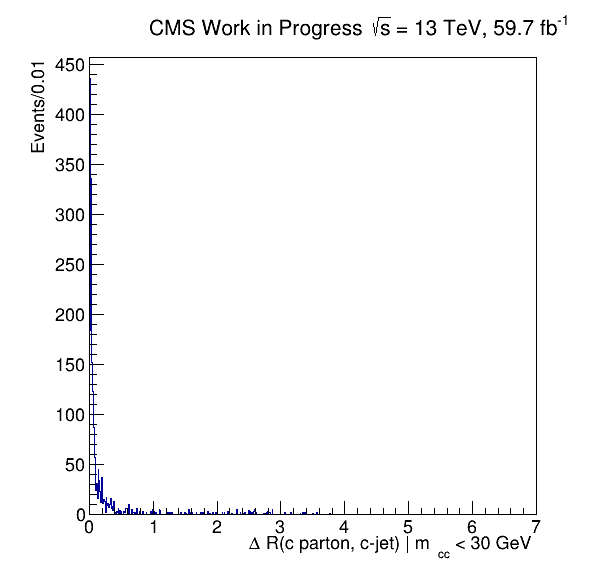 CMS Work in Progress √s = 13 TeV, 59.7 fb⁻¹
Events/0.01
450
400
350
300
250
200
150
100
50
0
0 1 2 3 4 5 6 7
Δ R(c parton, c-jet) | m cc < 30 GeV